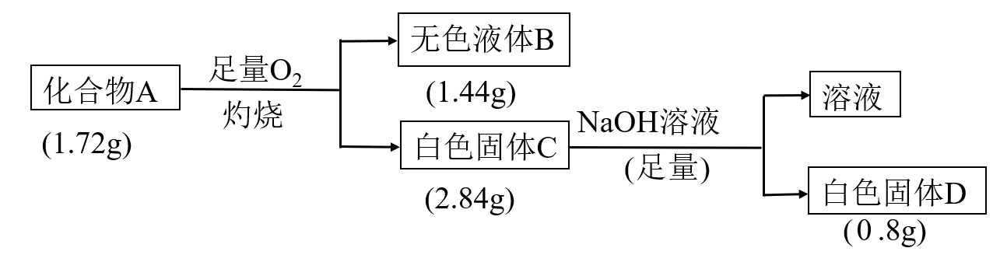 化合物A
(1.72g)
足量O₂
灼烧
无色液体B
(1.44g)
白色固体C
(2.84g)
NaOH溶液
(足量)
溶液
白色固体D
(0.8g)